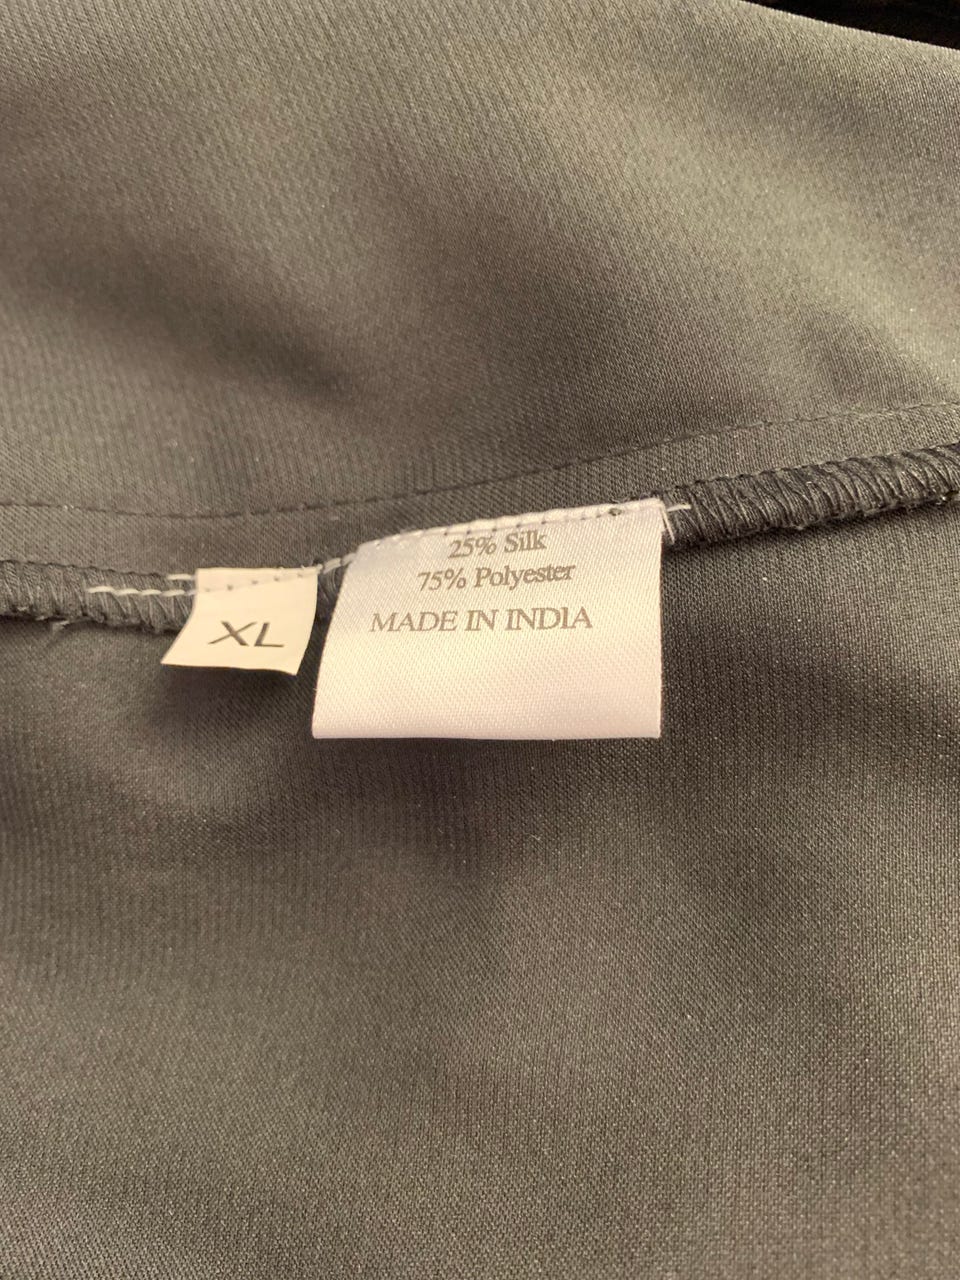 XL
25% Silk
75% Polyester
MADE IN INDIA